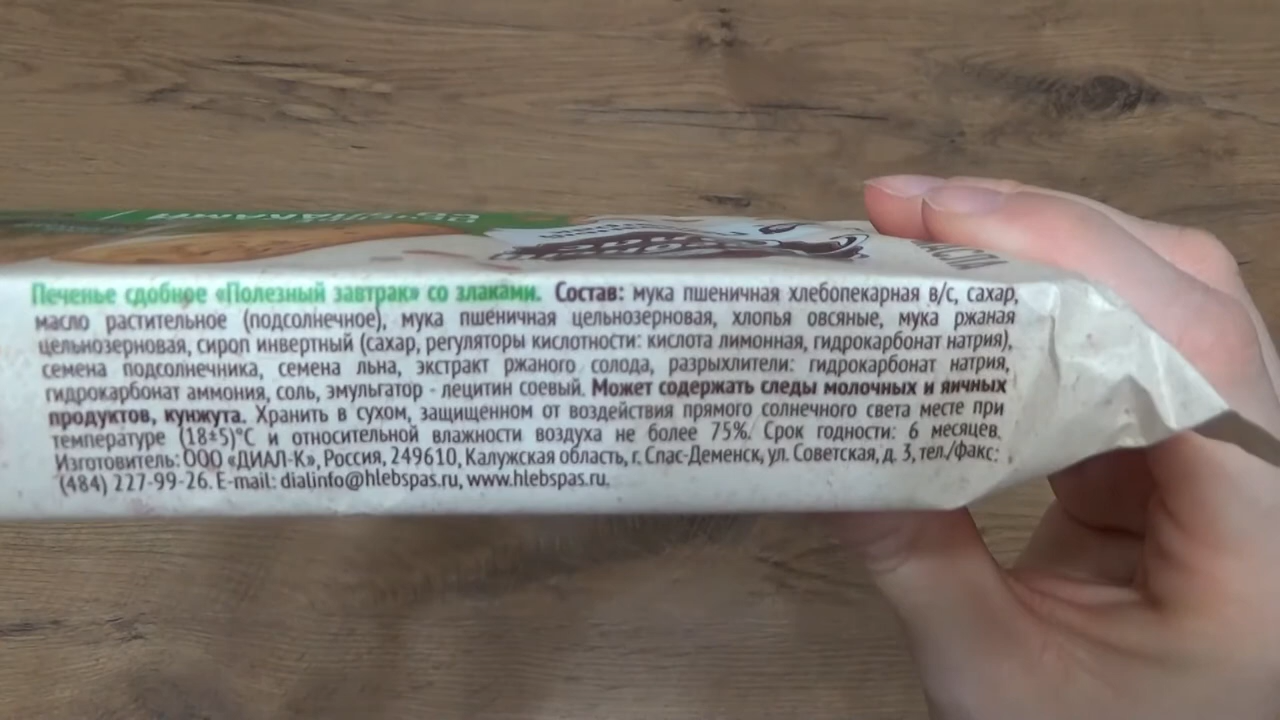 СО ЗЛАКАМИ
Печенье сдобное «Полезный завтрак» со злаками. Состав: мука пшеничная хлебопекарная в/с, сахар,
масло растительное (подсолнечное), мука пшеничная цельнозерновая, хлопья овсяные, мука ржаная
цельнозерновая, сироп инвертный (сахар, регуляторы кислотности: кислота лимонная, гидрокарбонат натрия),
семена подсолнечника, семена льна, экстракт ржаного солода, разрыхлители: гидрокарбонат натрия,
гидрокарбонат аммония, соль, эмульгатор - лецитин соевый. Может содержать следы молочных и яичных
продуктов, кунжута. Хранить в сухом, защищенном от воздействия прямого солнечного света месте при
температуре (18±5)°С и относительной влажности воздуха не более 75%. Срок годности: 6 месяцев.
Изготовитель: ООО «ДИАЛ-К», Россия, 249610, Калужская область, г. Спас-Деменск, ул. Советская, д. 3, тел./факс:
(484) 227-99-26. E-mail: dialinfo@hlebspas.ru, www.hlebspas.ru.